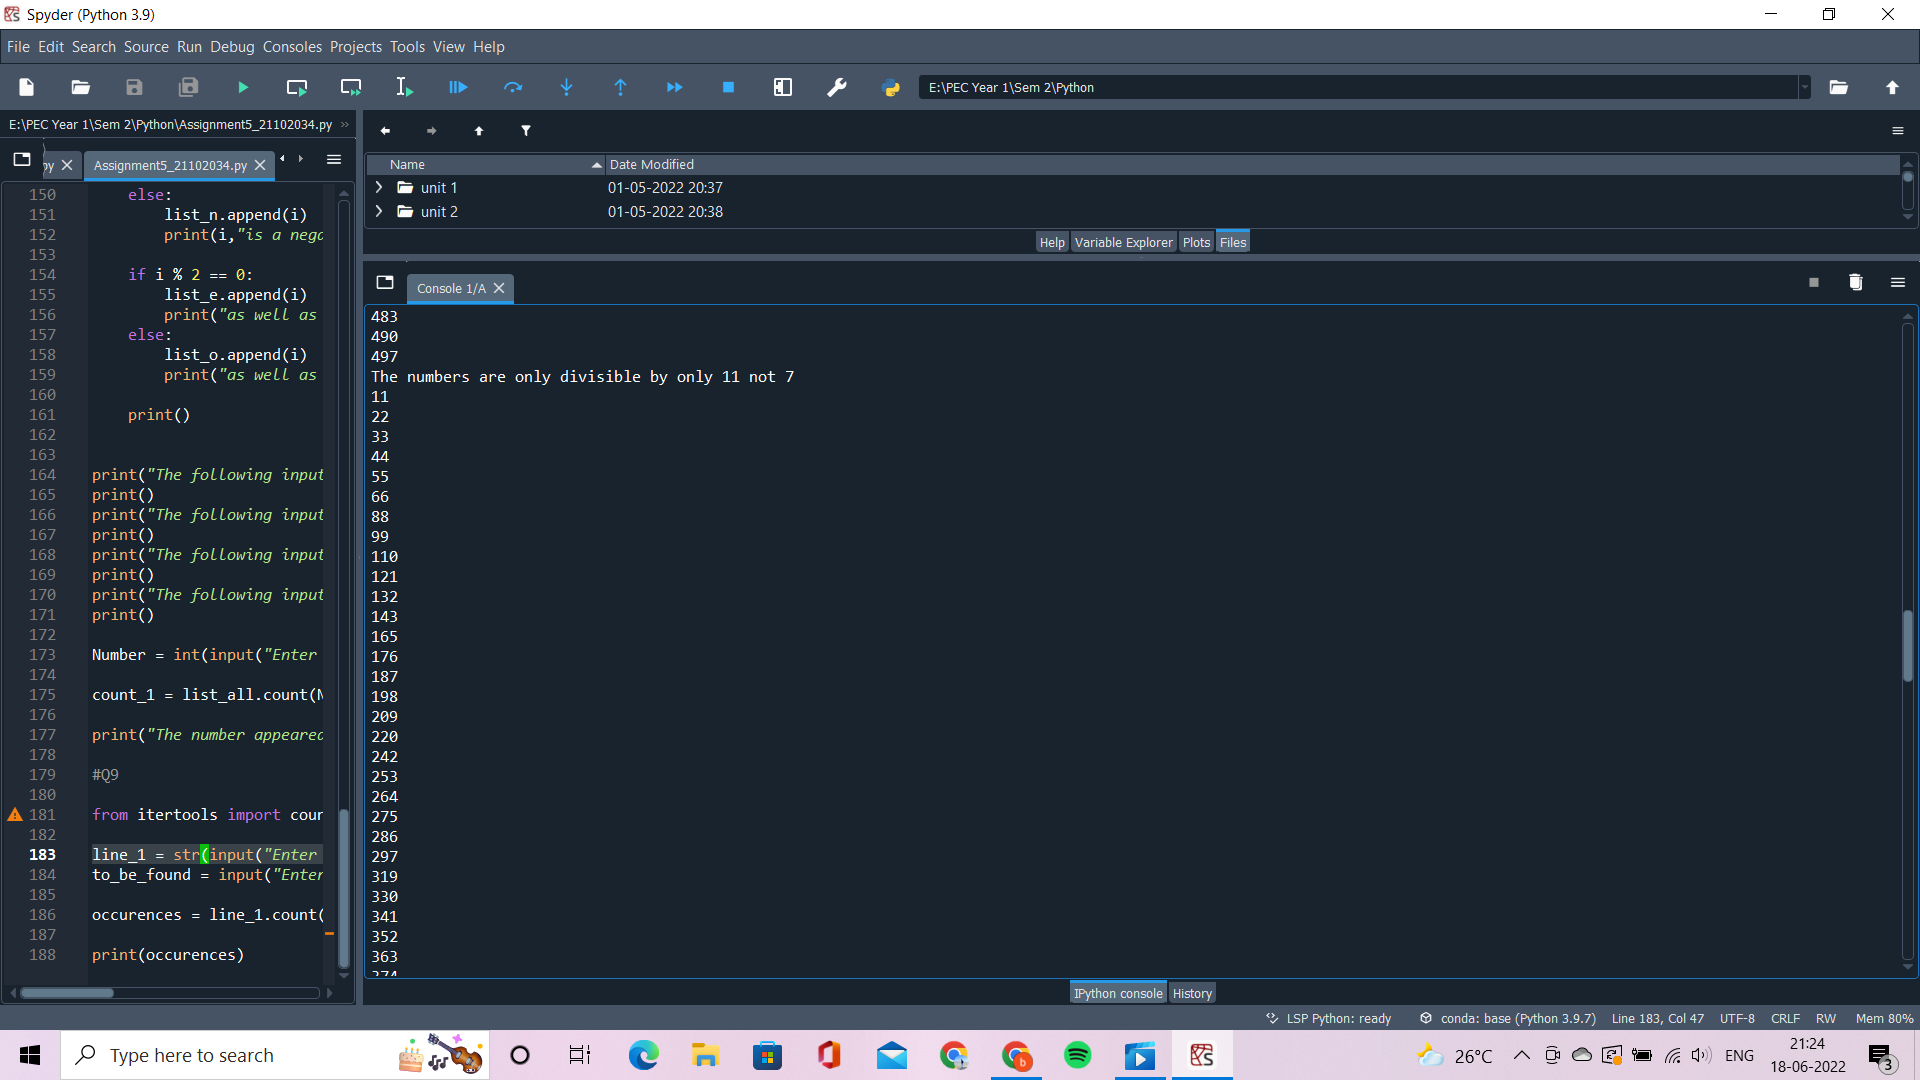 Spyder (Python 3.9)
File Edit Search Source Run Debug Consoles Projects Tools View Help
E:\PEC Year 1\Sem 2\Python
E:\PEC Year 1\Sem 2\Python\Assignment5_21102034.py
py Assignment5_21102034.py
150 else:
151 list_n.append(i)
152 print(i,"is a nega
153
154 if i % 2 == 0:
155 list_e.append(i)
156 print("as well as
157 else:
158 list_o.append(i)
159 print("as well as
160
161 print()
162
163
164 print("The following input
165 print()
166 print("The following input
167 print()
168 print("The following input
169 print()
170 print("The following input
171 print()
172
173 Number = int(input("Enter
174
175 count_1 = list_all.count(N
176
177 print("The number appeared
178
179 #Q9
180
181 from itertools import coun
182
183 line_1 = str(input("Enter
184 to_be_found = input("Enter
185
186 occurences = line_1.count(
187
188 print(occurences)
Name Date Modified
unit 1 01-05-2022 20:37
unit 2 01-05-2022 20:38
Help Variable Explorer Plots Files
Console 1/A
483
490
497
The numbers are only divisible by only 11 not 7
11
22
33
44
55
66
88
99
110
121
132
143
165
176
187
198
209
220
242
253
264
275
286
297
319
330
341
352
363
374
IPython console History
LSP Python: ready conda: base (Python 3.9.7) Line 183, Col 47 UTF-8 CRLF RW Mem 80%
Type here to search
26°C ENG 21:24
18-06-2022
3